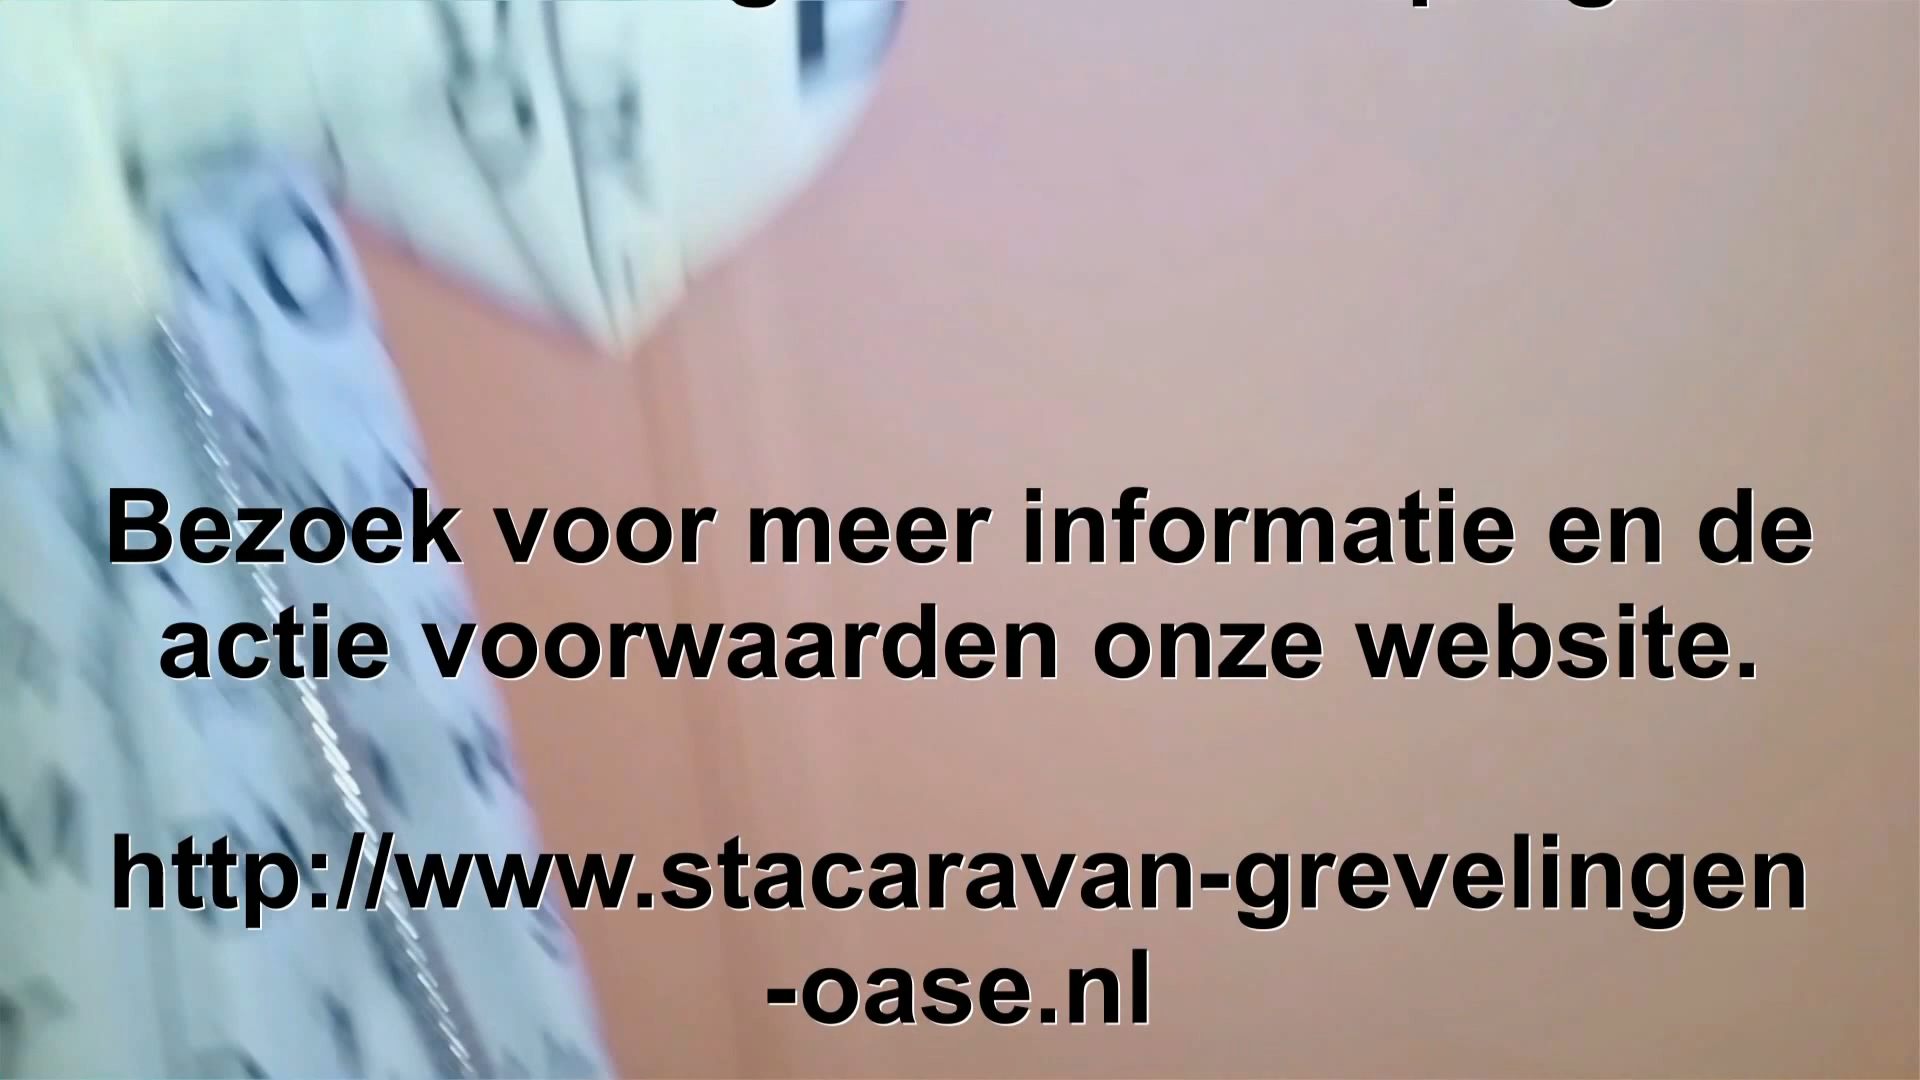 Bezoek voor meer informatie en de
actie voorwaarden onze website.
http://www.stacaravan-grevelingen
-oase.nl